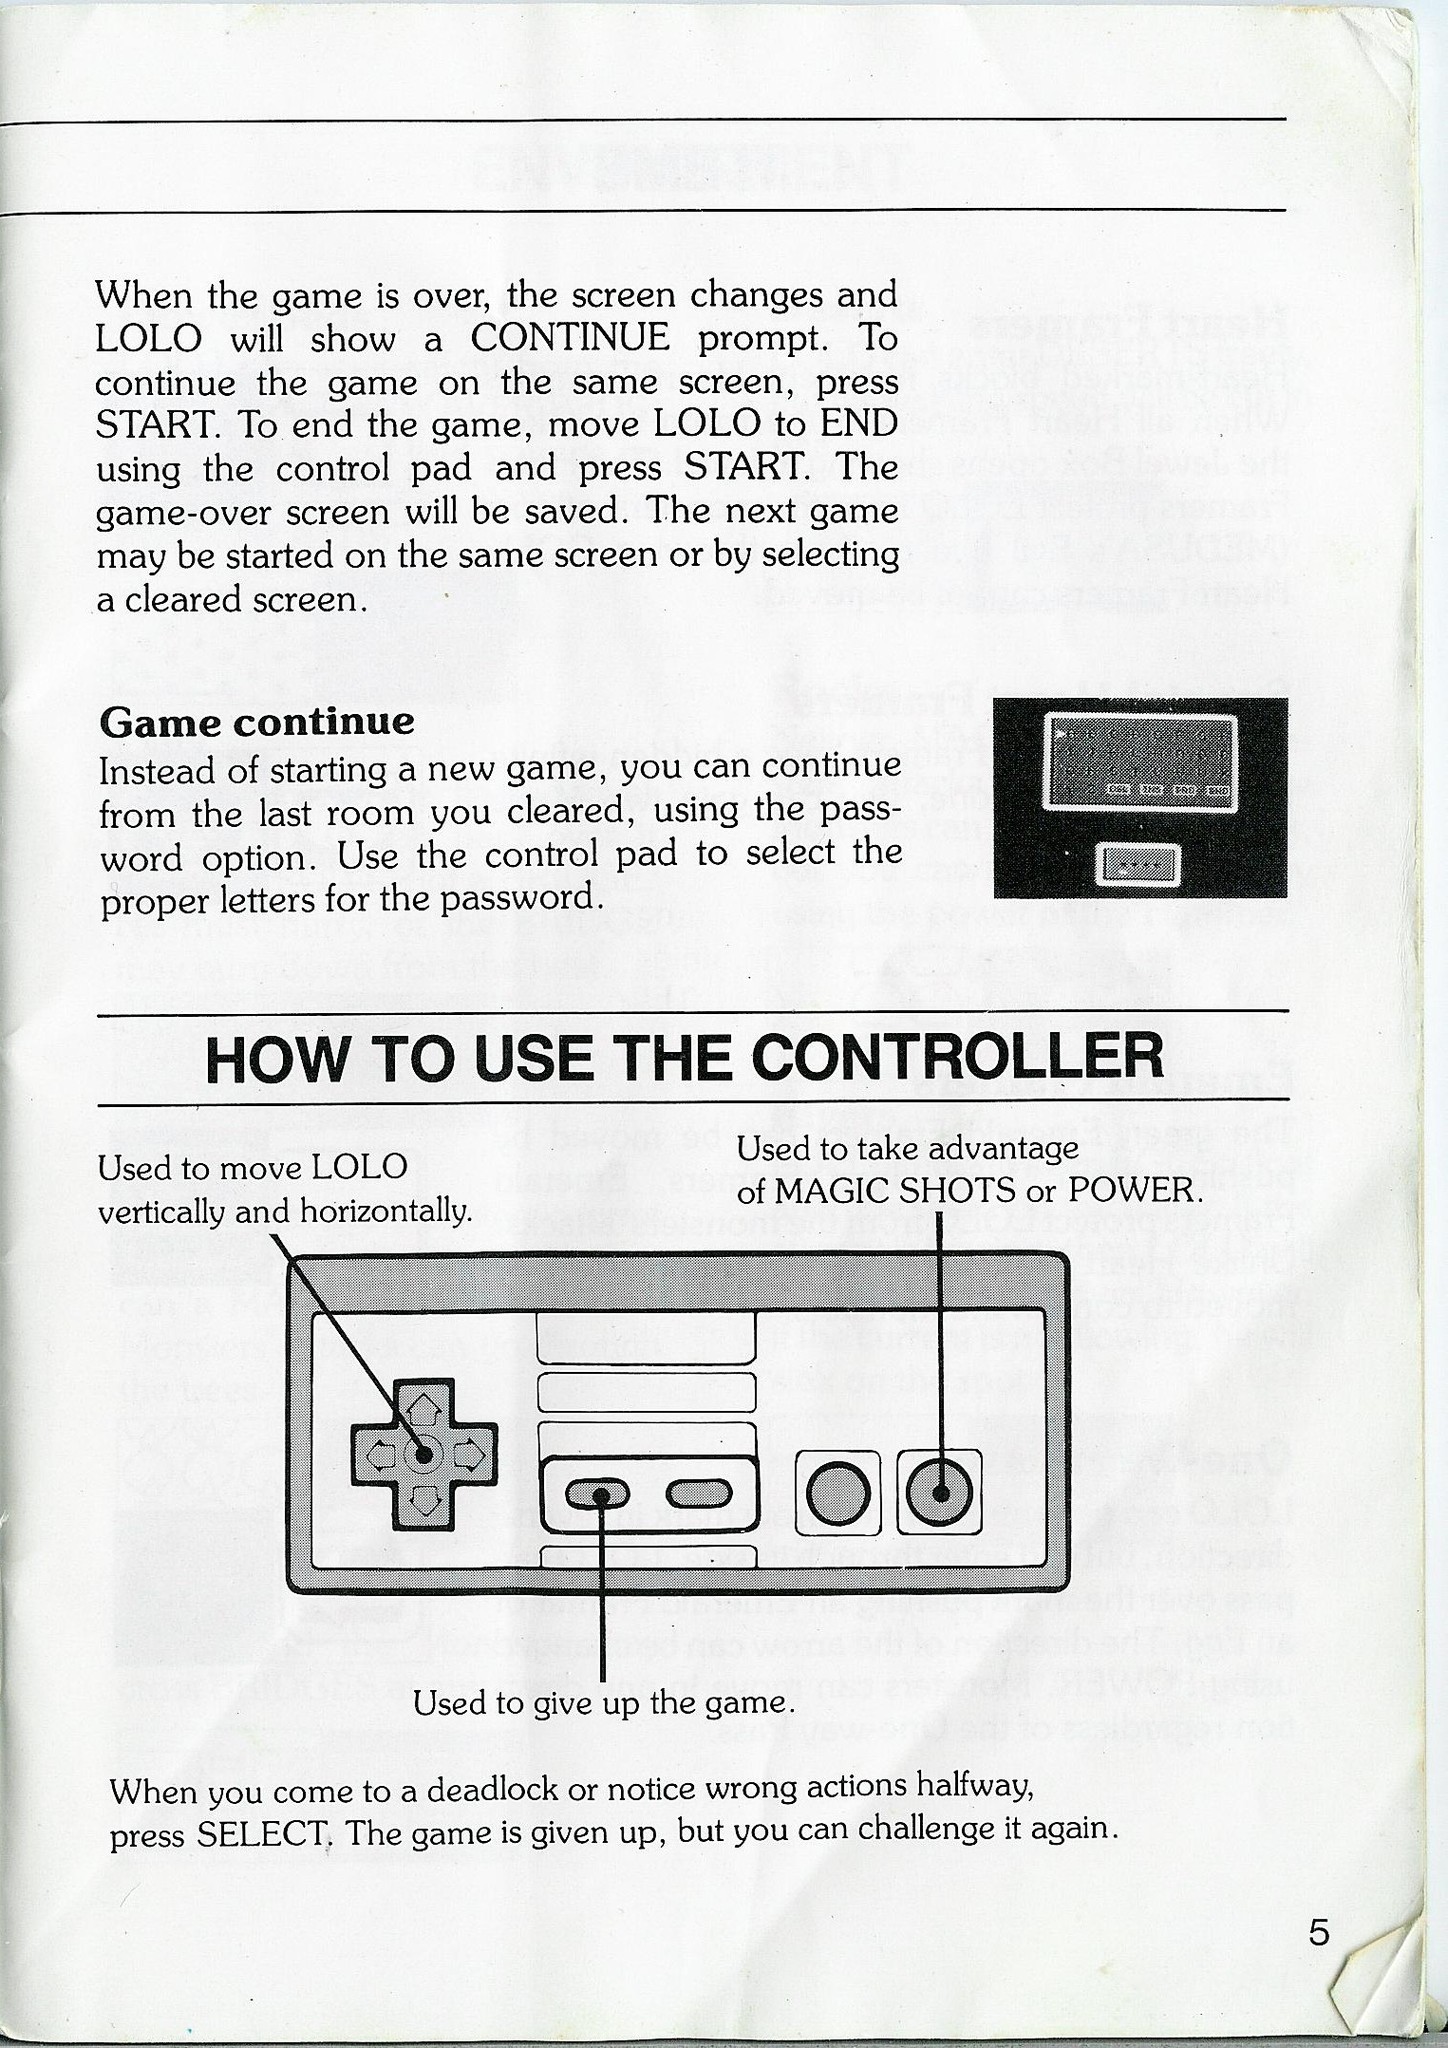 When the game is over, the screen changes and
LOLO will show a CONTINUE prompt. To
continue the game on the same screen, press
START. To end the game, move LOLO to END
using the control pad and press START. The
game-over screen will be saved. The next game
may be started on the same screen or by selecting
a cleared screen.
Game continue
Instead of starting a new game, you can continue
from the last room you cleared, using the pass-
word option. Use the control pad to select the
proper letters for the password.
HOW TO USE THE CONTROLLER
Used to move LOLO
vertically and horizontally.
Used to take advantage
of MAGIC SHOTS or POWER.
Used to give up the game.
When you come to a deadlock or notice wrong actions halfway,
press SELECT. The game is given up, but you can challenge it again.
5